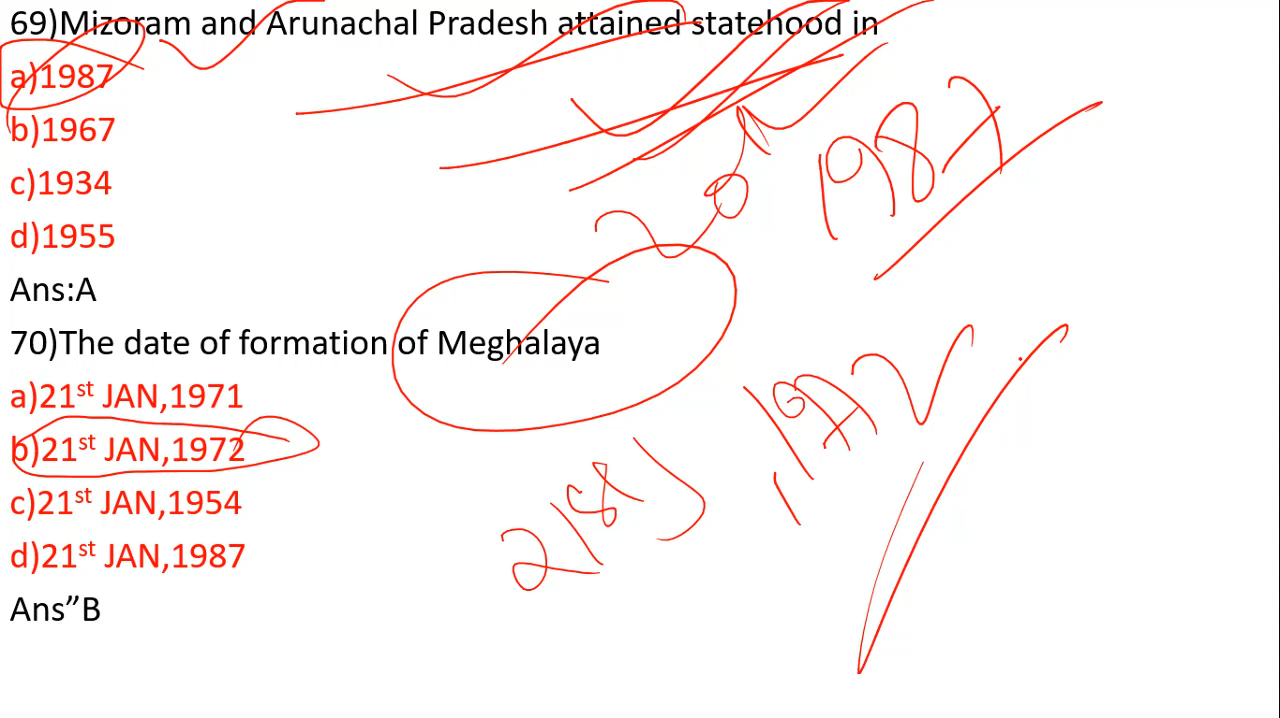 69)Mizoram and Arunachal Pradesh attained statehood in
a)1987
b)1967
c)1934
d)1955
1987
Ans:A
70)The date of formation of Meghalaya
a)21st JAN,1971
b)21st JAN,1972
c)21st JAN,1954
d)21st JAN,1987
1972
Ans”B